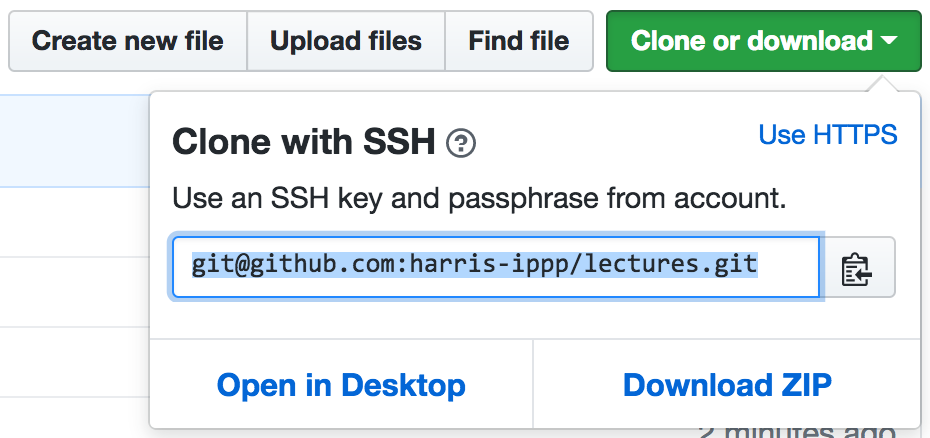 Create new file Upload files Find file Clone or download
Clone with SSH ?
Use HTTPS
Use an SSH key and passphrase from account.
git@github.com:harris-ippp/lectures.git
Open in Desktop Download ZIP
2 minutes ago